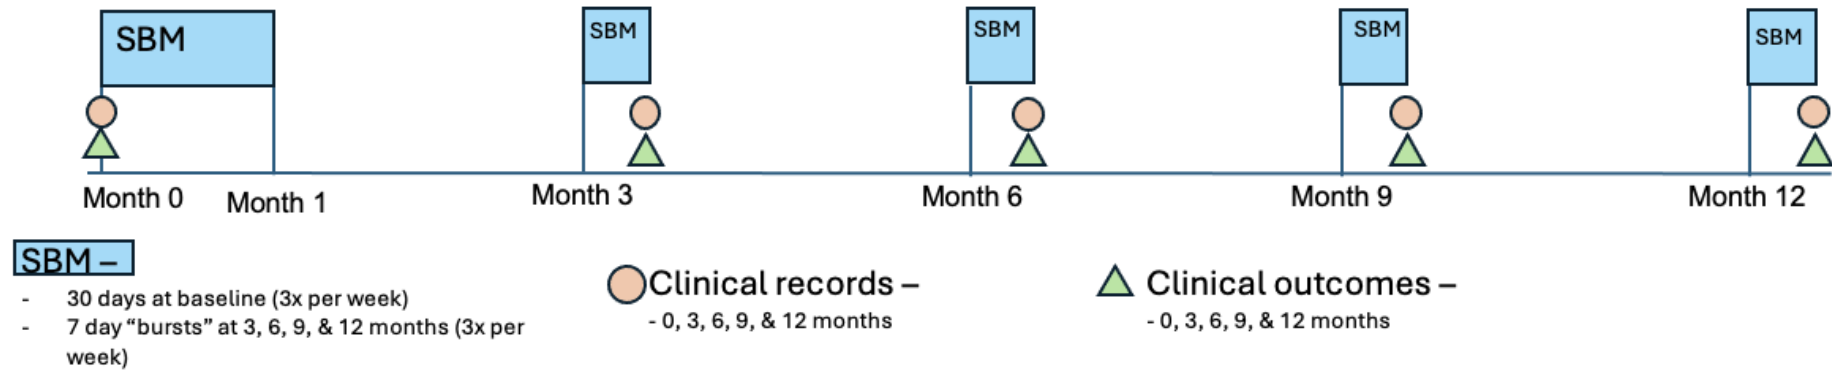 SBM
SBM
SBM
SBM
SBM
Month 0
Month 1
Month 3
Month 6
Month 9
Month 12
SBM –
- 30 days at baseline (3x per week)
- 7 day “bursts” at 3, 6, 9, & 12 months (3x per
week)
Clinical records –
- 0, 3, 6, 9, & 12 months
Clinical outcomes –
- 0, 3, 6, 9, & 12 months